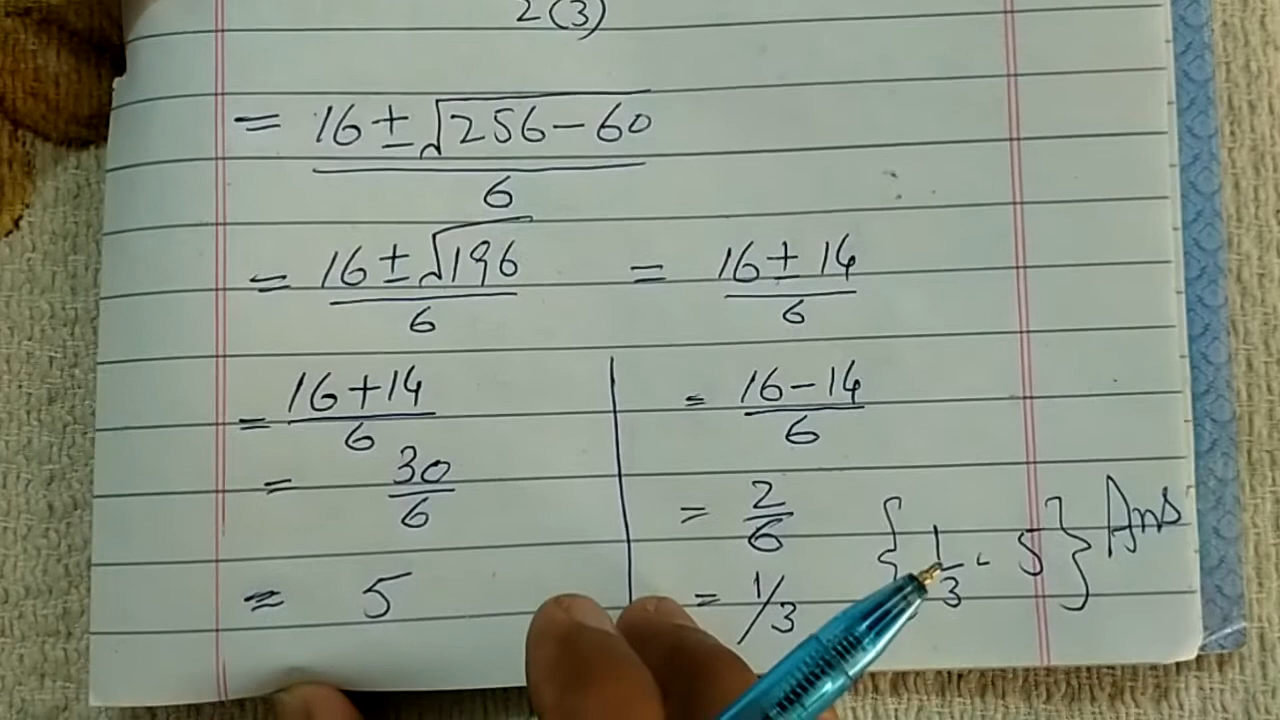 2(3)
= 16 ± √256-60 / 6
= 16 ± √196 / 6 = 16 ± 14 / 6
= 16+14 / 6 = 16-14 / 6
= 30 / 6 = 2 / 6 { 1/3 , 5 } Ans
= 5 = 1/3